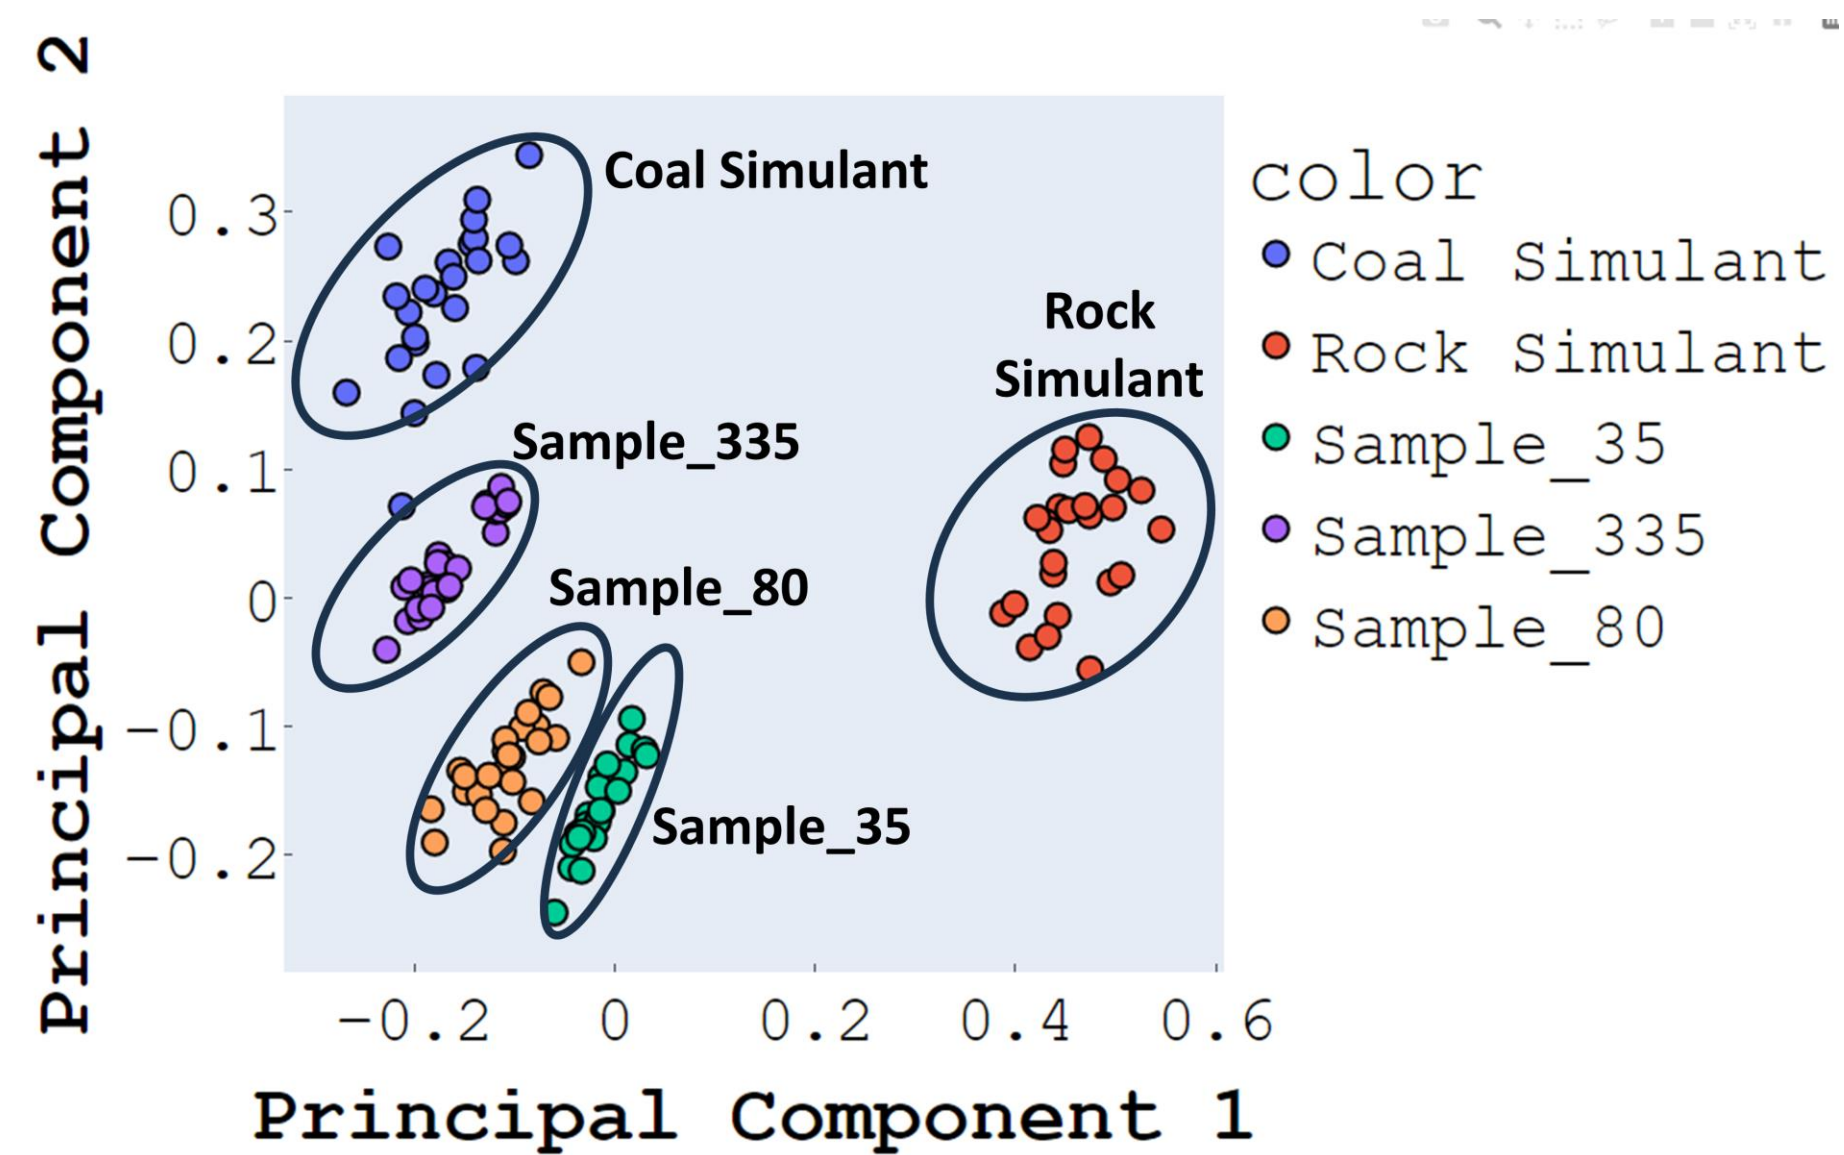 Principal Component 2
0.3
0.2
0.1
0
−0.1
−0.2
Coal Simulant
Rock
Simulant
Sample_335
Sample_80
Sample_35
−0.2 0 0.2 0.4 0.6
Principal Component 1
color
Coal Simulant
Rock Simulant
Sample_35
Sample_335
Sample_80